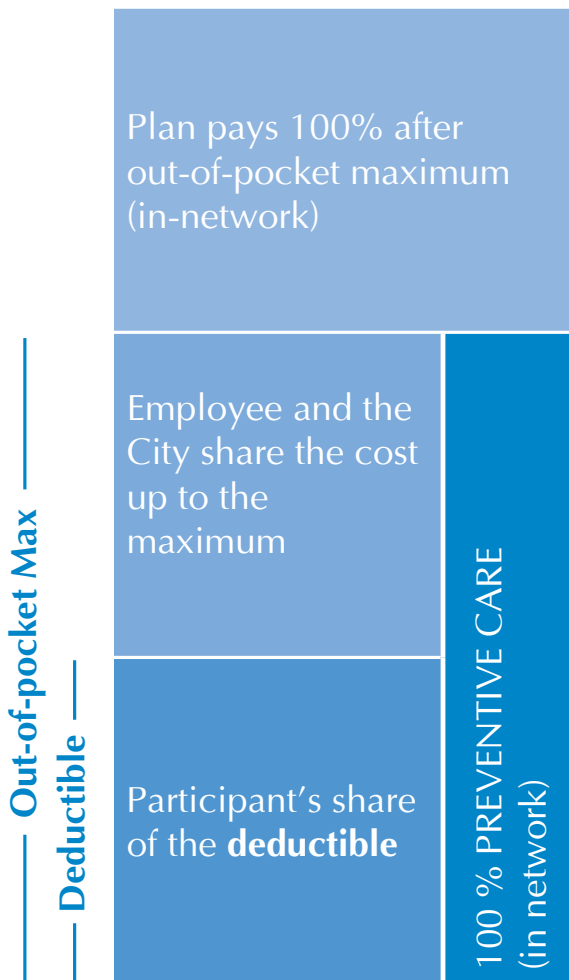 Plan pays 100% after
out-of-pocket maximum
(in-network)
Employee and the
City share the cost
up to the
maximum
Participant’s share
of the deductible
100 % PREVENTIVE CARE
(in network)
Out-of-pocket Max
Deductible